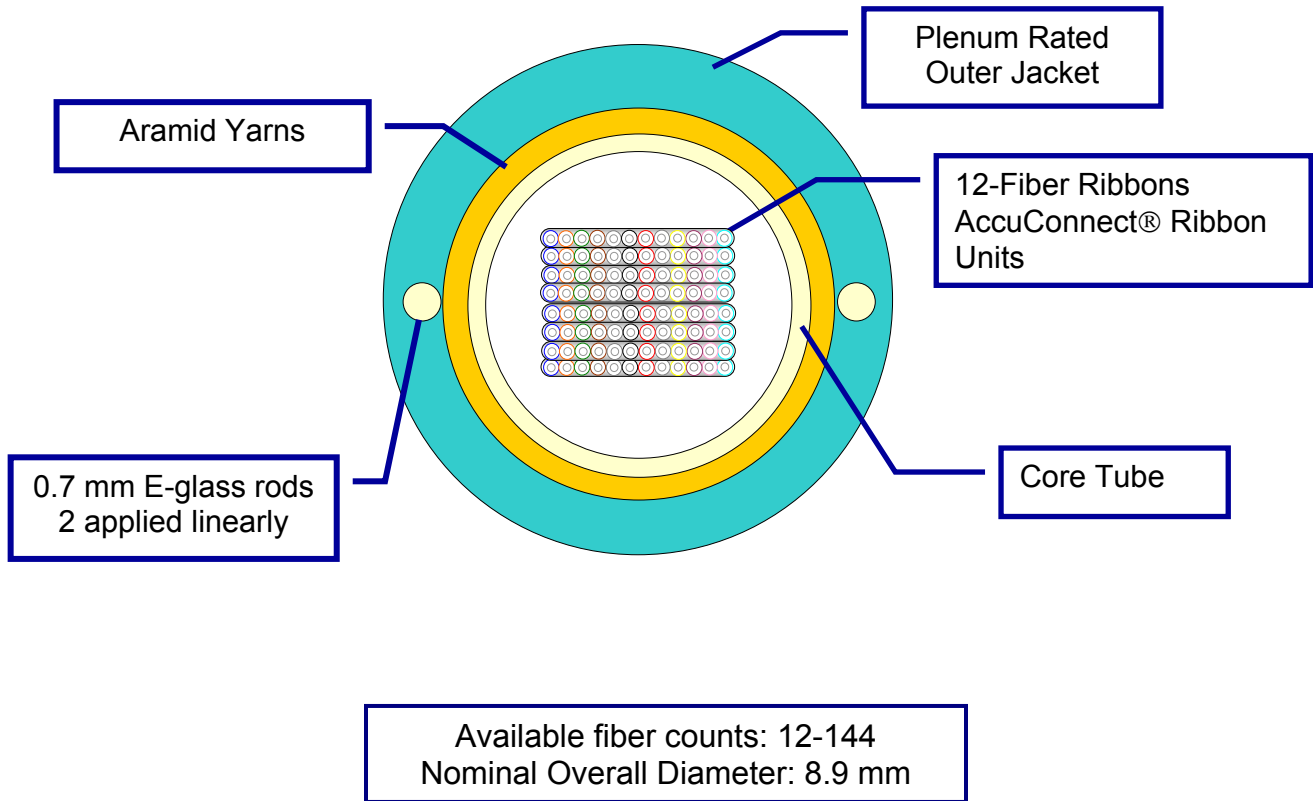 Plenum Rated
Outer Jacket
Aramid Yarns
12-Fiber Ribbons
AccuConnect® Ribbon
Units
0.7 mm E-glass rods
2 applied linearly
Core Tube
Available fiber counts: 12-144
Nominal Overall Diameter: 8.9 mm